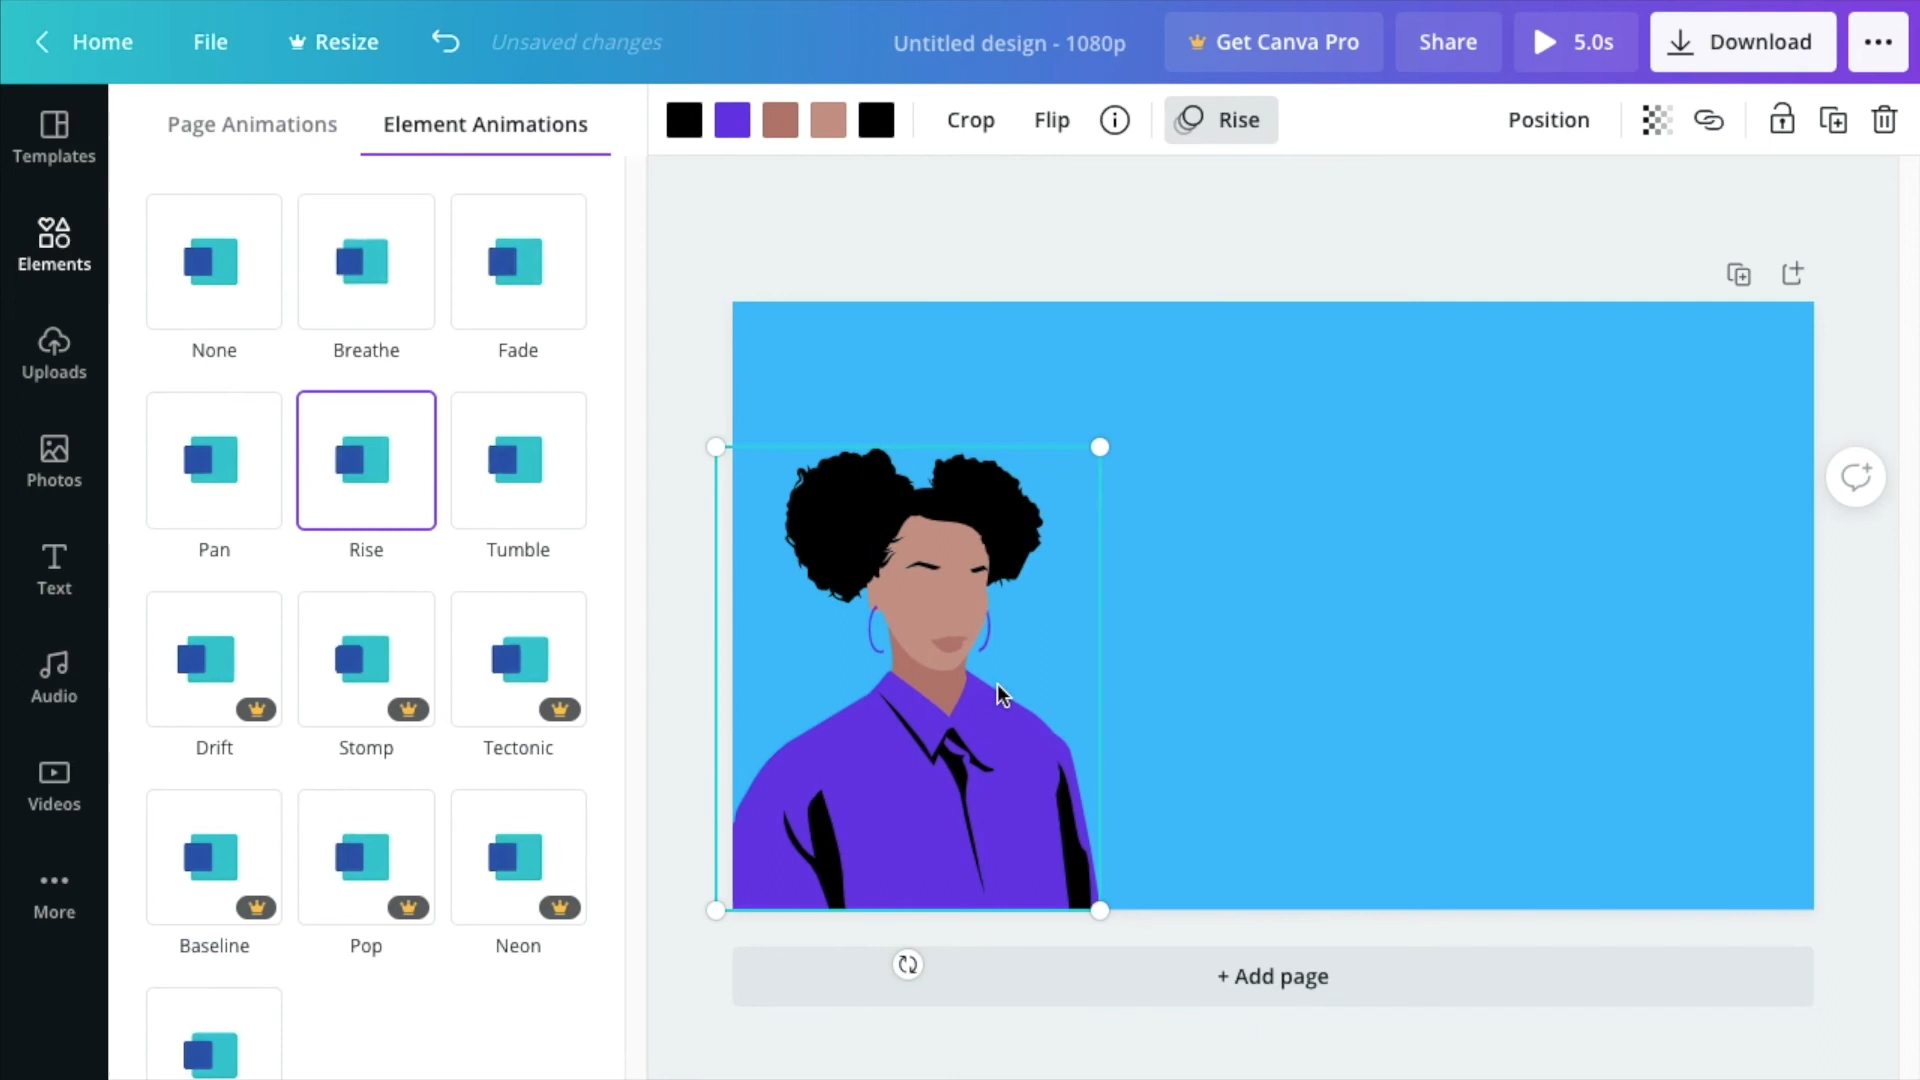 Home File Resize Unsaved changes Untitled design - 1080p Get Canva Pro Share 5.0s Download
Templates
Elements
Uploads
Photos
Text
Audio
Videos
More
Page Animations Element Animations
None Breathe Fade
Pan Rise Tumble
Drift Stomp Tectonic
Baseline Pop Neon
Crop Flip Rise Position
+ Add page